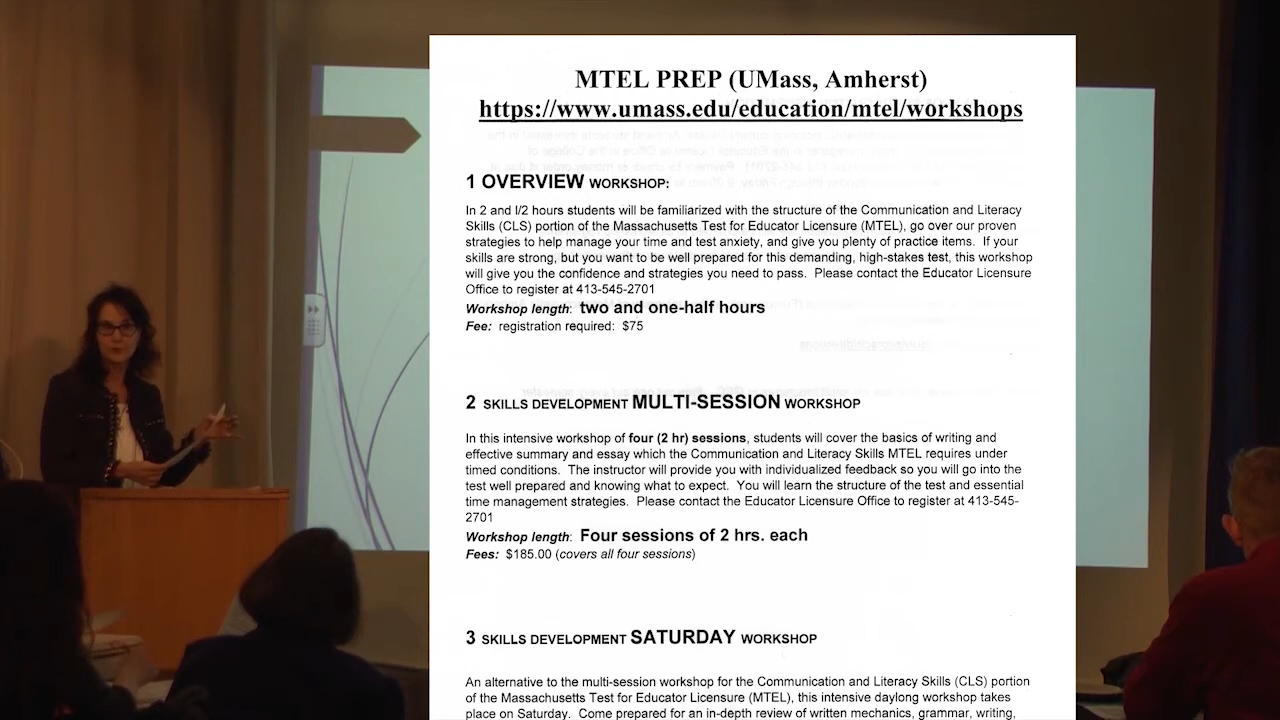 MTEL PREP (UMass, Amherst)
https://www.umass.edu/education/mtel/workshops
1 OVERVIEW WORKSHOP:
In 2 and l/2 hours students will be familiarized with the structure of the Communication and Literacy
Skills (CLS) portion of the Massachusetts Test for Educator Licensure (MTEL), go over our proven
strategies to help manage your time and test anxiety, and give you plenty of practice items. If your
skills are strong, but you want to be well prepared for this demanding, high-stakes test, this workshop
will give you the confidence and strategies you need to pass. Please contact the Educator Licensure
Office to register at 413-545-2701
Workshop length: two and one-half hours
Fee: registration required: $75
2 SKILLS DEVELOPMENT MULTI-SESSION WORKSHOP
In this intensive workshop of four (2 hr) sessions, students will cover the basics of writing and
effective summary and essay which the Communication and Literacy Skills MTEL requires under
timed conditions. The instructor will provide you with individualized feedback so you will go into the
test well prepared and knowing what to expect. You will learn the structure of the test and essential
time management strategies. Please contact the Educator Licensure Office to register at 413-545-
2701
Workshop length: Four sessions of 2 hrs. each
Fees: $185.00 (covers all four sessions)
3 SKILLS DEVELOPMENT SATURDAY WORKSHOP
An alternative to the multi-session workshop for the Communication and Literacy Skills (CLS) portion
of the Massachusetts Test for Educator Licensure (MTEL), this intensive daylong workshop takes
place on Saturday. Come prepared for an in-depth review of written mechanics, grammar, writing,